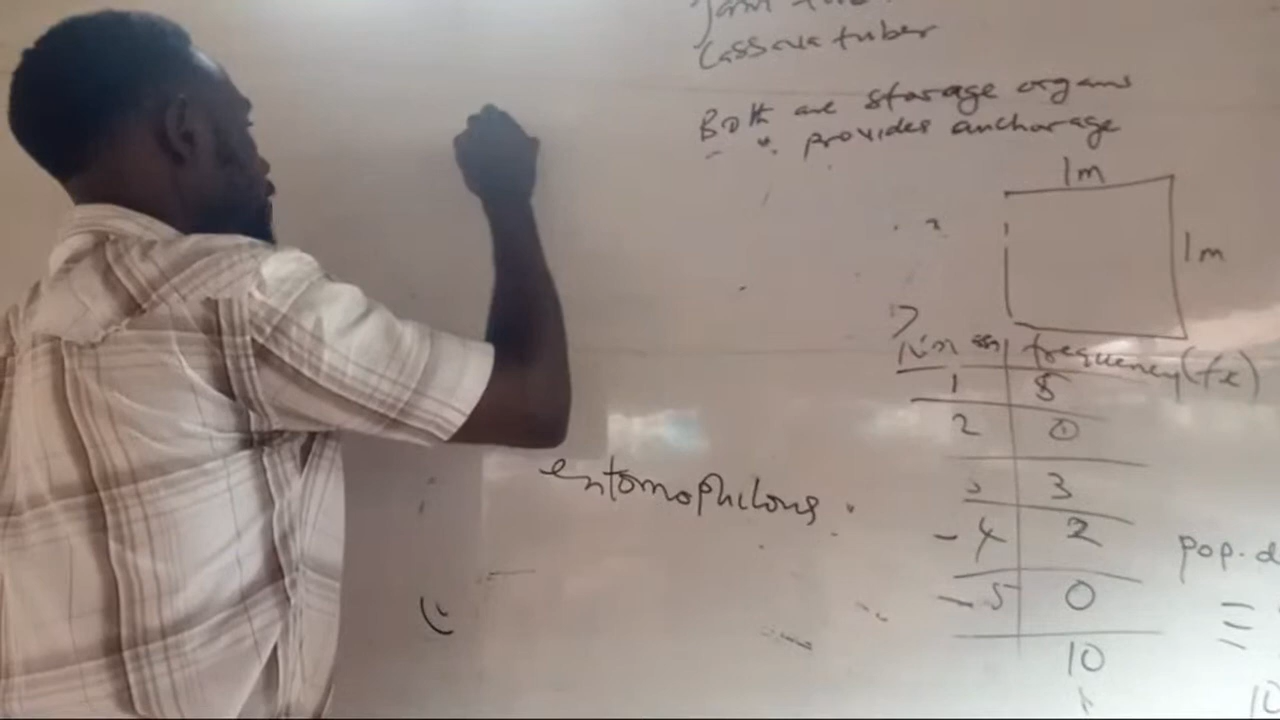 Cassava tuber
Both are storage organs
" provides anchorage
1m
1m
frequency (fx)
1 5
2 0
3
4 2
5 0
10
entomophilous.
pop. d
=
10